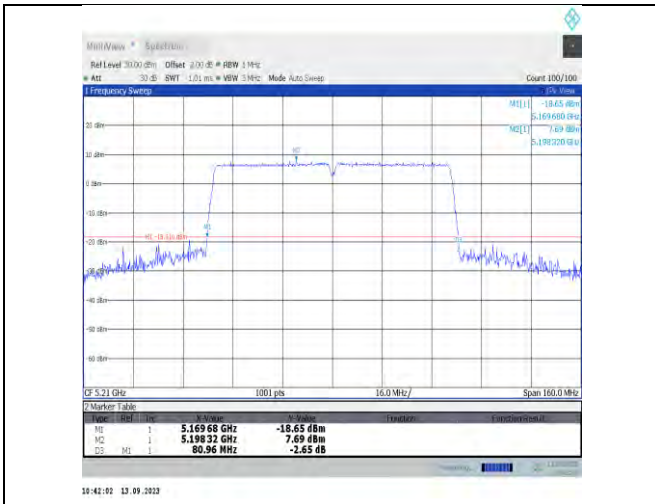 MultiView Spectrum
Ref Level 30.00 dBm Offset 2.00 dB RBW 1 MHz
Att 30 dB SWT 1.01 ms VBW 3 MHz Mode Auto Sweep Count 100/100
1 Frequency Sweep 1Pk View
M1[1] -18.65 dBm
5.169680 GHz
M2[1] 7.69 dBm
5.198320 GHz
20 dBm
10 dBm
M2
0 dBm
-10 dBm
M1
-20 dBm
-40 dBm
-50 dBm
-60 dBm
CF 5.21 GHz 1001 pts 16.0 MHz/ Span 160.0 MHz
2 Marker Table
Type Ref Trc X-Value Y-Value Function Function Result
M1 1 5.169 68 GHz -18.65 dBm
M2 1 5.198 32 GHz 7.69 dBm
D3 M1 1 80.96 MHz -2.65 dB
10:42:02 13.09.2023